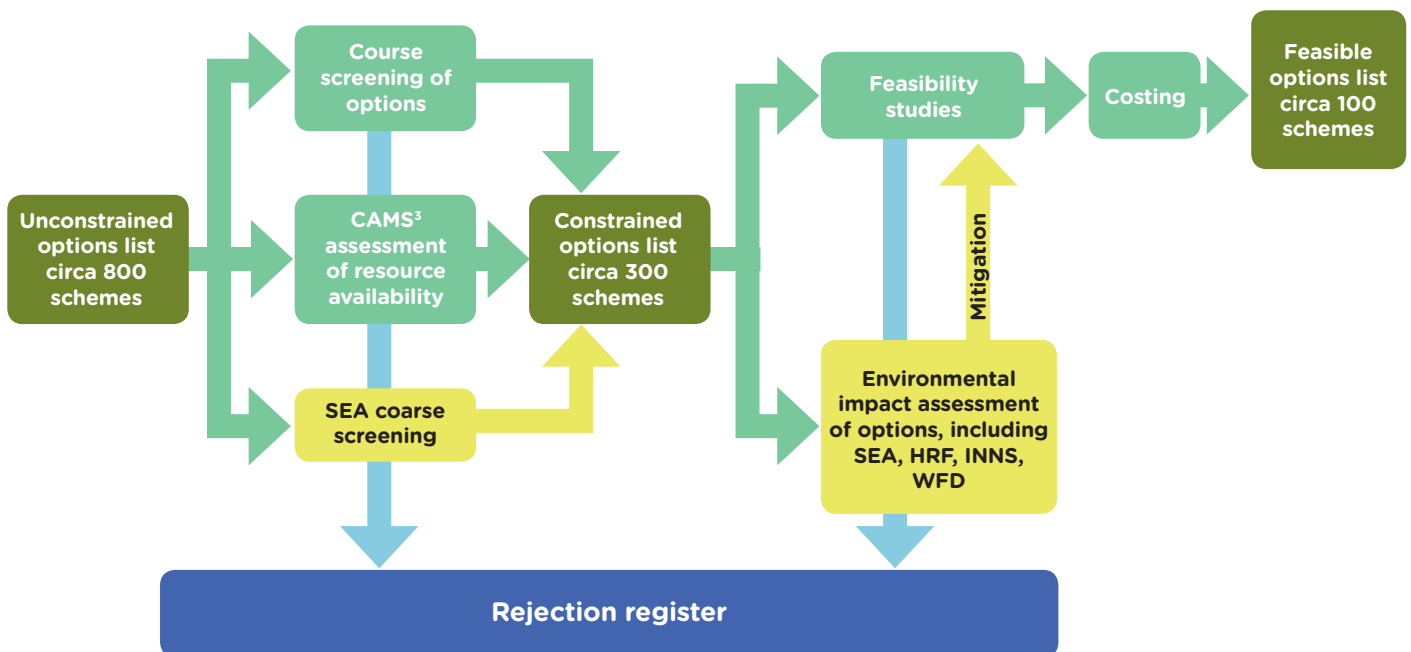 Course
screening of
options
Unconstrained
options list
circa 800
schemes
CAMS³
assessment
of resource
availability
SEA coarse
screening
Constrained
options list
circa 300
schemes
Feasibility
studies
Costing
Feasible
options list
circa 100
schemes
Mitigation
Environmental
impact assessment
of options, including
SEA, HRF, INNS,
WFD
Rejection register